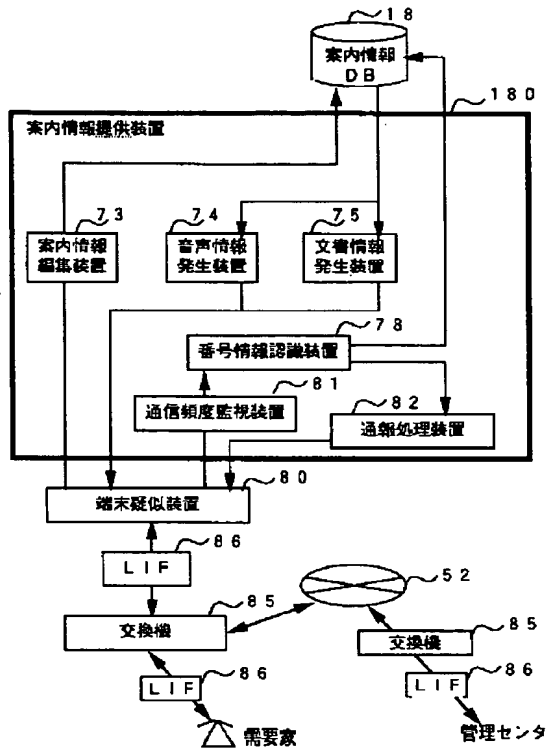 18
案内情報
DB
180
案内情報提供装置
73
74
75
案内情報
編集装置
音声情報
発生装置
文書情報
発生装置
78
番号情報認識装置
81
通信頻度監視装置
82
通報処理装置
80
端末疑似装置
86
LIF
85
交換機
52
85
交換機
86
LIF
86
LIF
需要家
管理センタ